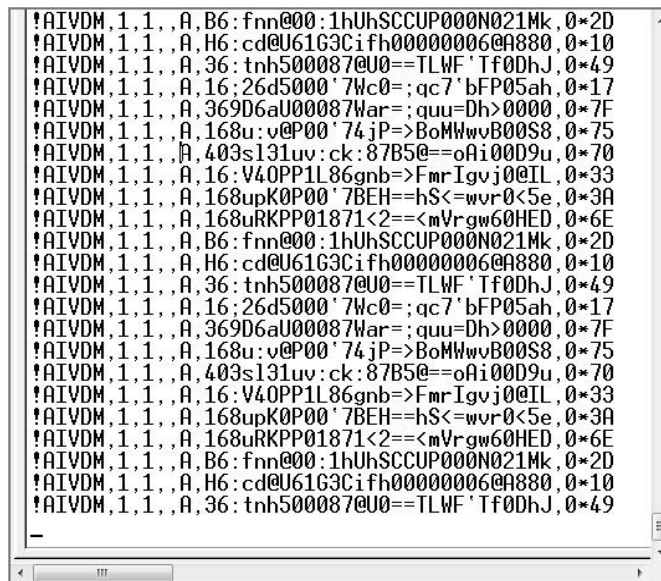 !AIVDM,1,1,,A,B6:fnn@00:1hUhSCCUP000N021Mk,0*2D
!AIVDM,1,1,,A,H6:cd@U61G3Cifh00000006@A880,0*10
!AIVDM,1,1,,A,36:tnh500087@U0==TLWF`Tf0DhJ,0*49
!AIVDM,1,1,,A,16;26d5000`7Wc0=;qc7`bFP05ah,0*17
!AIVDM,1,1,,A,369D6aU00087War=;quu=Dh>0000,0*7F
!AIVDM,1,1,,A,168u:v@P00`74jP=>BoMWwvB00S8,0*75
!AIVDM,1,1,,A,403sl31uv:ck:87B5@==oAi00D9u,0*70
!AIVDM,1,1,,A,16:V4OPP1L86gnb=>FmrIgvj0@IL,0*33
!AIVDM,1,1,,A,168upK0P00`7BEH==hS<=wvr0<5e,0*3A
!AIVDM,1,1,,A,168uRKPP01871<2==<mVrgw60HED,0*6E
!AIVDM,1,1,,A,B6:fnn@00:1hUhSCCUP000N021Mk,0*2D
!AIVDM,1,1,,A,H6:cd@U61G3Cifh00000006@A880,0*10
!AIVDM,1,1,,A,36:tnh500087@U0==TLWF`Tf0DhJ,0*49
!AIVDM,1,1,,A,16;26d5000`7Wc0=;qc7`bFP05ah,0*17
!AIVDM,1,1,,A,369D6aU00087War=;quu=Dh>0000,0*7F
!AIVDM,1,1,,A,168u:v@P00`74jP=>BoMWwvB00S8,0*75
!AIVDM,1,1,,A,403sl31uv:ck:87B5@==oAi00D9u,0*70
!AIVDM,1,1,,A,16:V4OPP1L86gnb=>FmrIgvj0@IL,0*33
!AIVDM,1,1,,A,168upK0P00`7BEH==hS<=wvr0<5e,0*3A
!AIVDM,1,1,,A,168uRKPP01871<2==<mVrgw60HED,0*6E
!AIVDM,1,1,,A,B6:fnn@00:1hUhSCCUP000N021Mk,0*2D
!AIVDM,1,1,,A,H6:cd@U61G3Cifh00000006@A880,0*10
!AIVDM,1,1,,A,36:tnh500087@U0==TLWF`Tf0DhJ,0*49